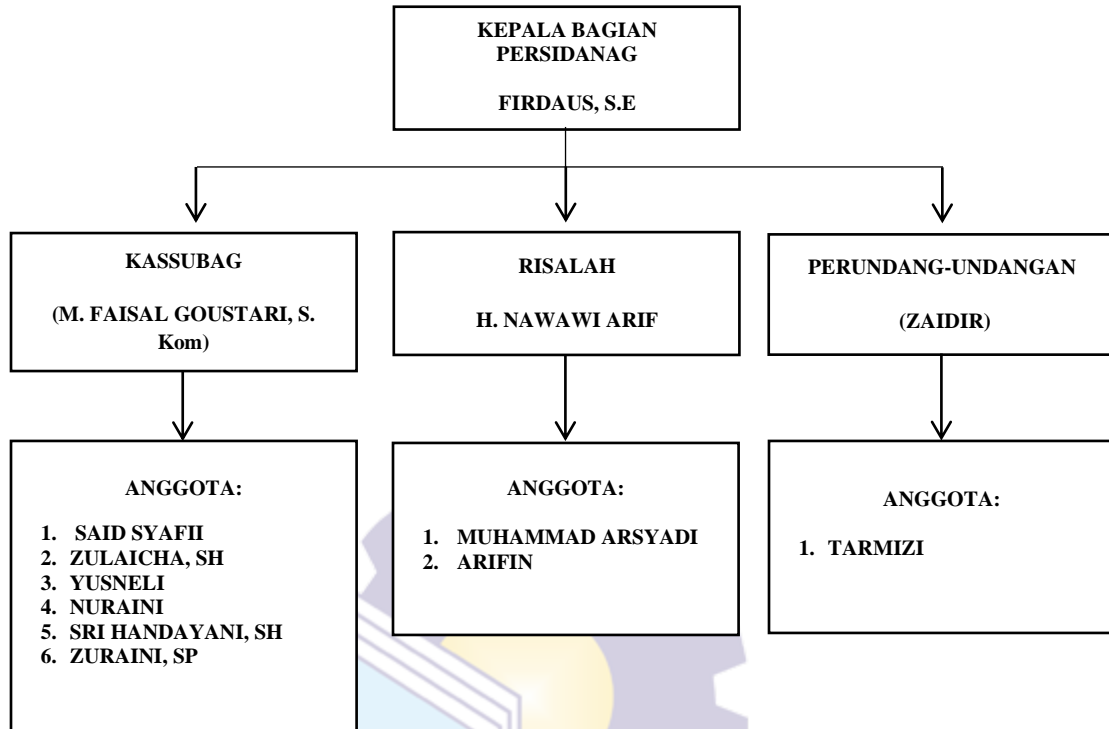 KEPALA BAGIAN
PERSIDANAG
FIRDAUS, S.E
KASSUBAG
(M. FAISAL GOUSTARI, S.
Kom)
RISALAH
H. NAWAWI ARIF
PERUNDANG-UNDANGAN
(ZAIDIR)
ANGGOTA:
1. SAID SYAFII
2. ZULAICHA, SH
3. YUSNELI
4. NURAINI
5. SRI HANDAYANI, SH
6. ZURAINI, SP
ANGGOTA:
1. MUHAMMAD ARSYADI
2. ARIFIN
ANGGOTA:
1. TARMIZI